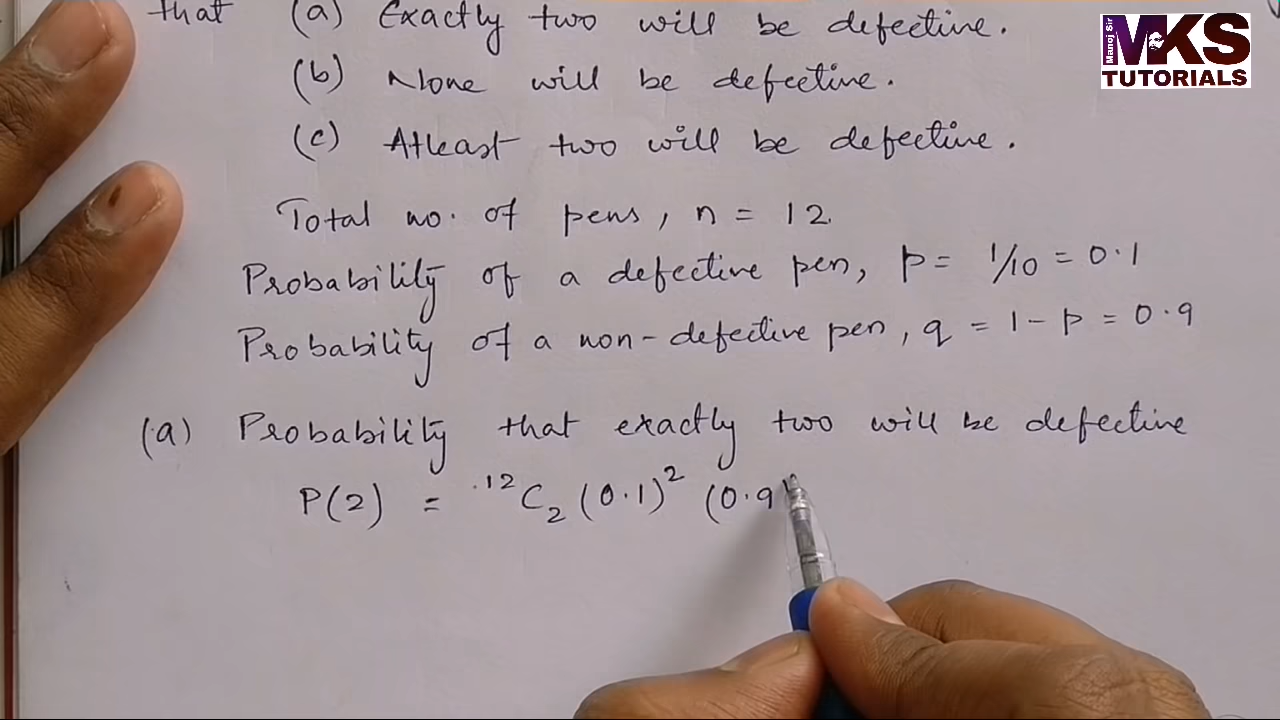 that (a) Exactly two will be defective.
(b) None will be defective.
(c) Atleast two will be defective.
Total no. of pens, n = 12.
Probability of a defective pen, p = 1/10 = 0.1
Probability of a non-defective pen, q = 1 - p = 0.9
(a) Probability that exactly two will be defective
P(2) = ¹²C₂ (0.1)² (0.9)
Manoj Sir
MKS
TUTORIALS